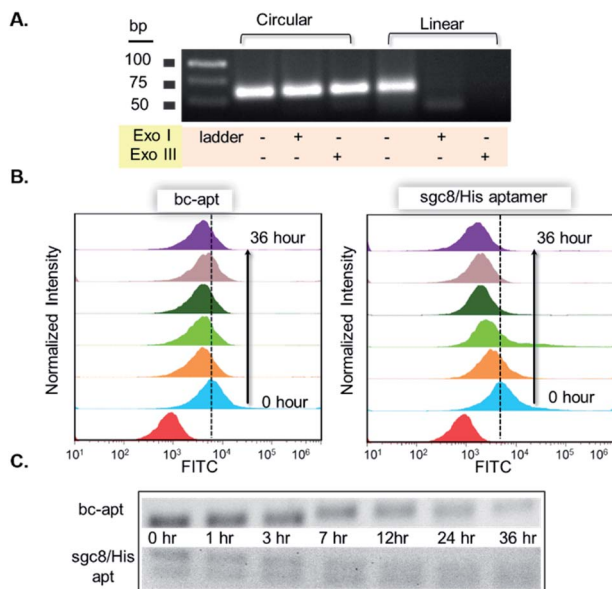 A.
Circular Linear
bp
100
75
50
Exo I ladder - + - - + -
Exo III - - + - - +
B.
bc-apt sgc8/His aptamer
36 hour 36 hour
Normalized Intensity Normalized Intensity
0 hour 0 hour
10¹ 10² 10³ 10⁴ 10⁵ 10⁶ 10¹ 10² 10³ 10⁴ 10⁵ 10⁶
FITC FITC
C.
bc-apt
0 hr 1 hr 3 hr 7 hr 12hr 24 hr 36 hr
sgc8/His
apt